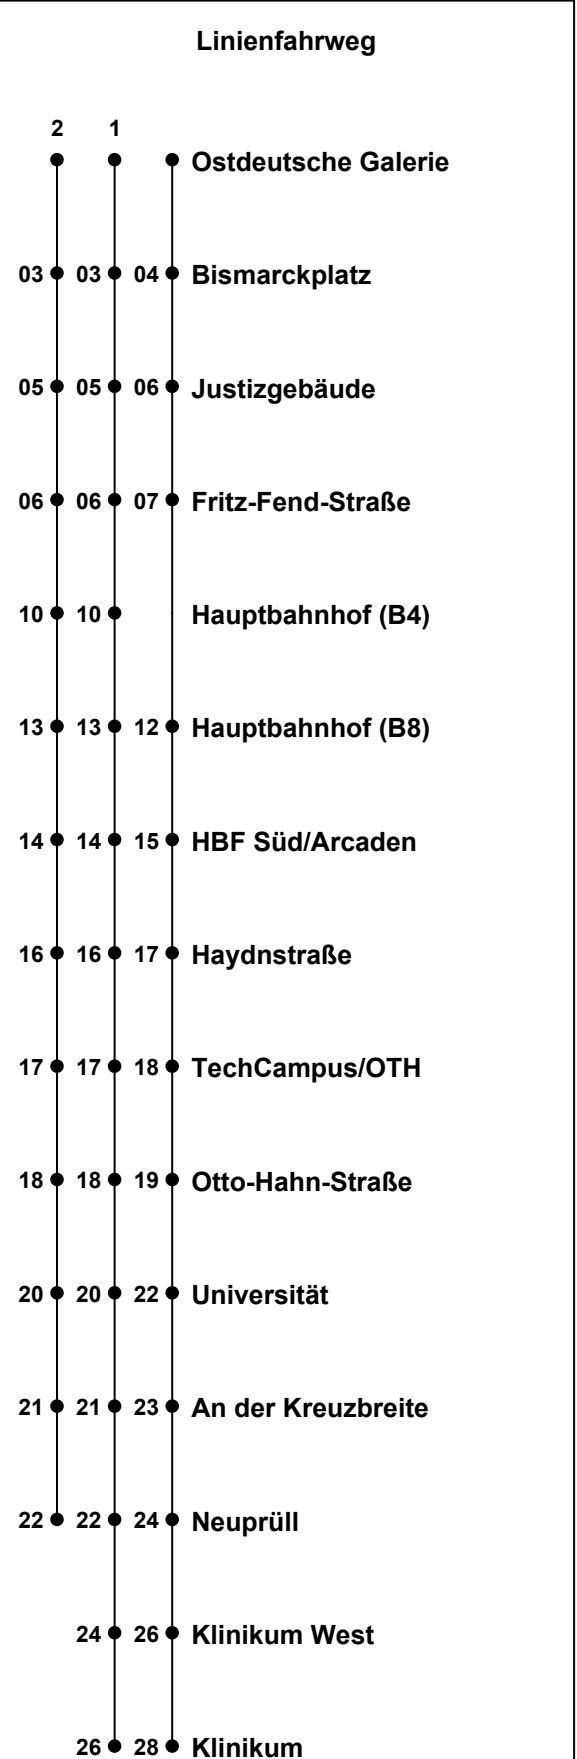 Linienfahrweg
2 1
Ostdeutsche Galerie
03 03 04 Bismarckplatz
05 05 06 Justizgebäude
06 06 07 Fritz-Fend-Straße
10 10 Hauptbahnhof (B4)
13 13 12 Hauptbahnhof (B8)
14 14 15 HBF Süd/Arcaden
16 16 17 Haydnstraße
17 17 18 TechCampus/OTH
18 18 19 Otto-Hahn-Straße
20 20 22 Universität
21 21 23 An der Kreuzbreite
22 22 24 Neuprüll
24 26 Klinikum West
26 28 Klinikum